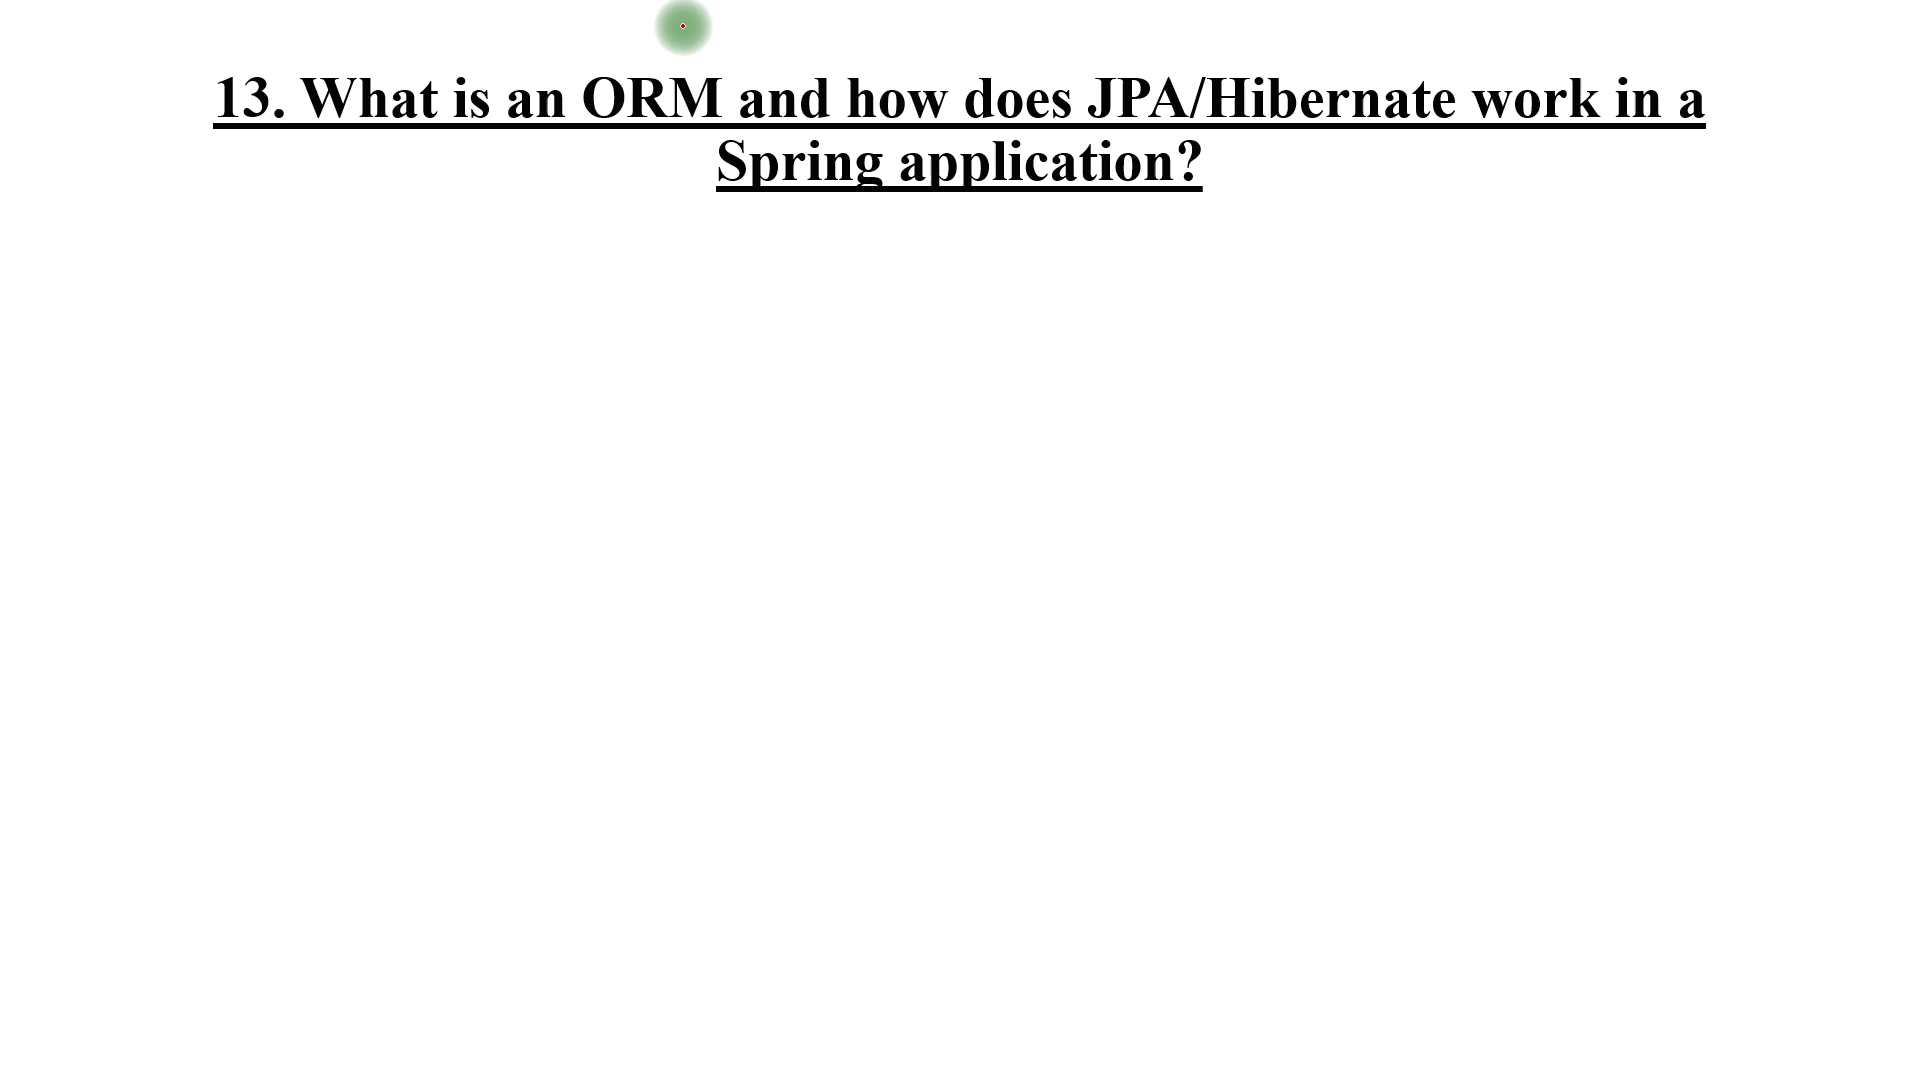 13. What is an ORM and how does JPA/Hibernate work in a
Spring application?